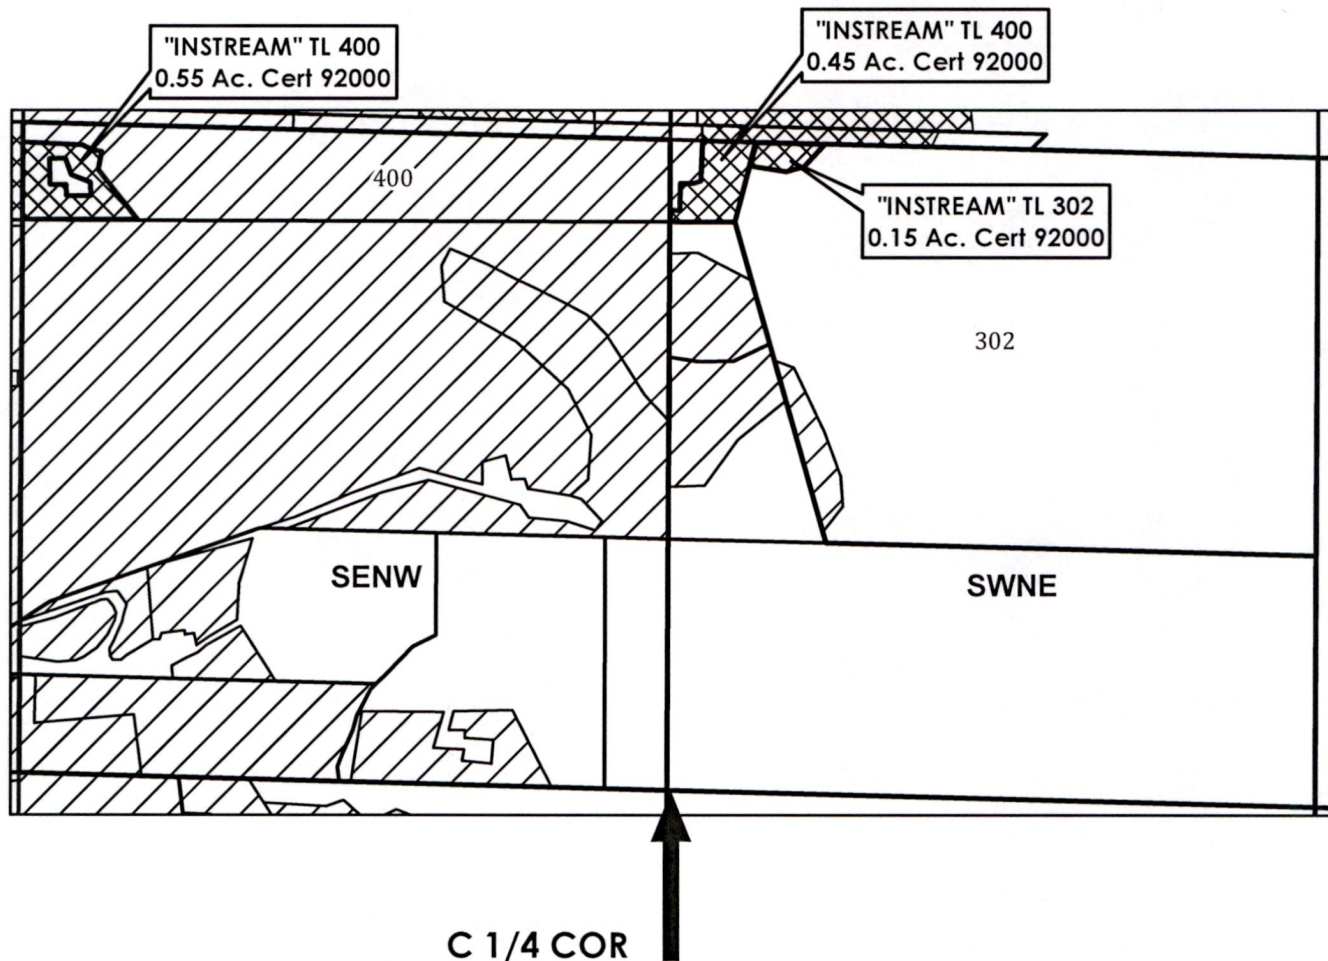 "INSTREAM" TL 400
0.55 Ac. Cert 92000
"INSTREAM" TL 400
0.45 Ac. Cert 92000
400
"INSTREAM" TL 302
0.15 Ac. Cert 92000
302
SENW
SWNE
C 1/4 COR